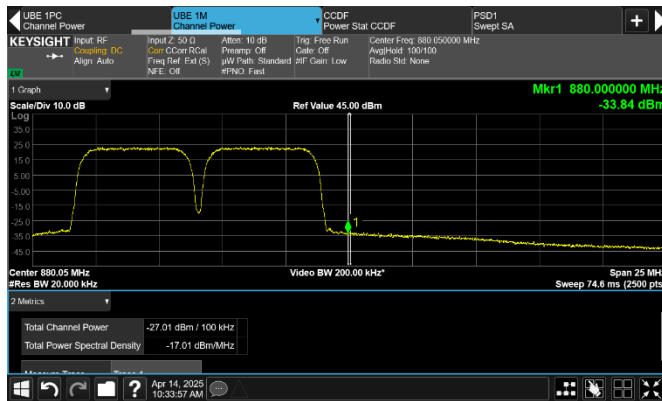 UBE 1PC
Channel Power
UBE 1M
Channel Power
CCDF
Power Stat CCDF
PSD1
Swept SA
+
KEYSIGHT
Input: RF
Coupling: DC
Align: Auto
Input Z: 50 Ω
Corr CCorr RCal
Freq Ref: Ext (S)
NFE: Off
Atten: 10 dB
Preamp: Off
µW Path: Standard
#PNO: Fast
Trig: Free Run
Gate: Off
#IF Gain: Low
Center Freq: 880.050000 MHz
Avg|Hold: 100/100
Radio Std: None
1 Graph
Mkr1 880.000000 MHz
Scale/Div 10.0 dB
Ref Value 45.00 dBm
-33.84 dBm
Log
35.0
25.0
15.0
5.00
-5.00
-15.0
-25.0
-35.0
-45.0
1
Center 880.05 MHz
Video BW 200.00 kHz*
Span 25 MH
#Res BW 20.000 kHz
Sweep 74.6 ms (2500 pts
2 Metrics
Total Channel Power
-27.01 dBm / 100 kHz
Total Power Spectral Density
-17.01 dBm/MHz
?
Apr 14, 2025
10:33:57 AM